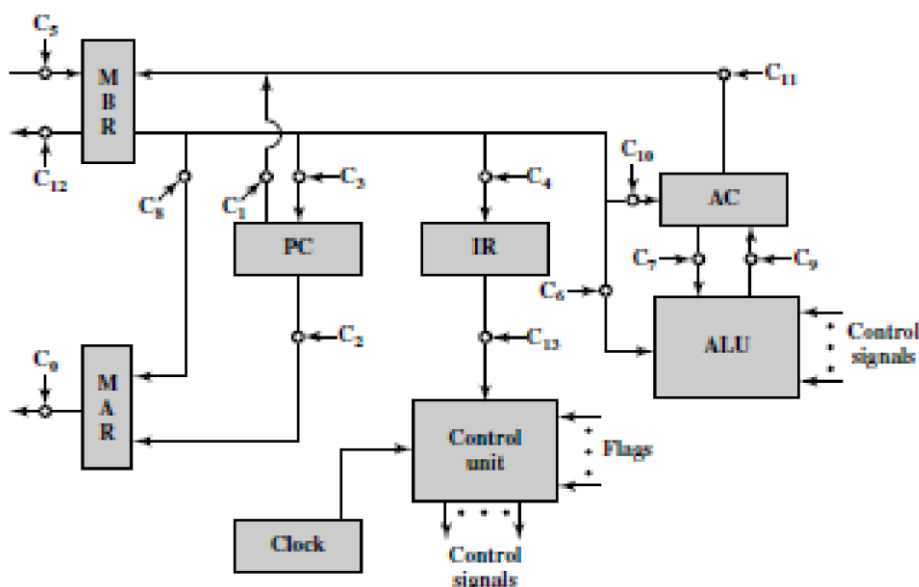 C5
M
B
R
C11
C12
C8
C1
C3
C4
C10
AC
PC
IR
C7
C9
C6
C2
C13
ALU
Control
signals
C0
M
A
R
Control
unit
Flags
Clock
Control
signals